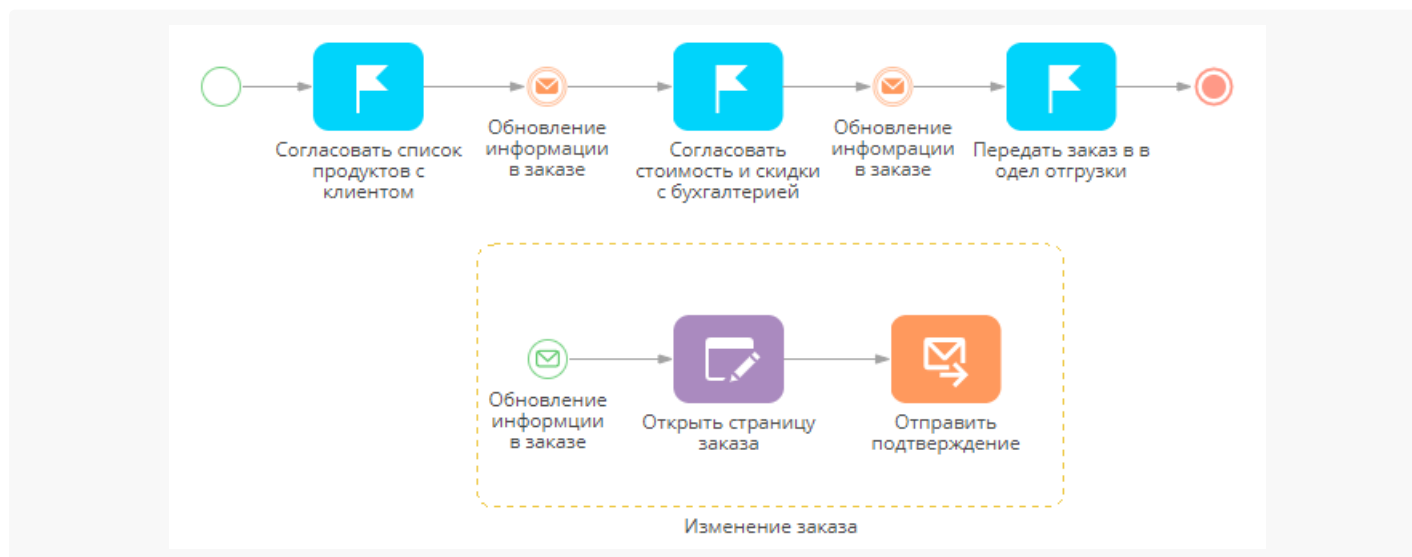 Согласовать список
продуктов с
клиентом
Обновление
информации
в заказе
Согласовать
стоимость и скидки
с бухгалтерией
Обновление
инфомрации
в заказе
Передать заказ в в
одел отгрузки
Обновление
информции
в заказе
Открыть страницу
заказа
Отправить
подтверждение
Изменение заказа